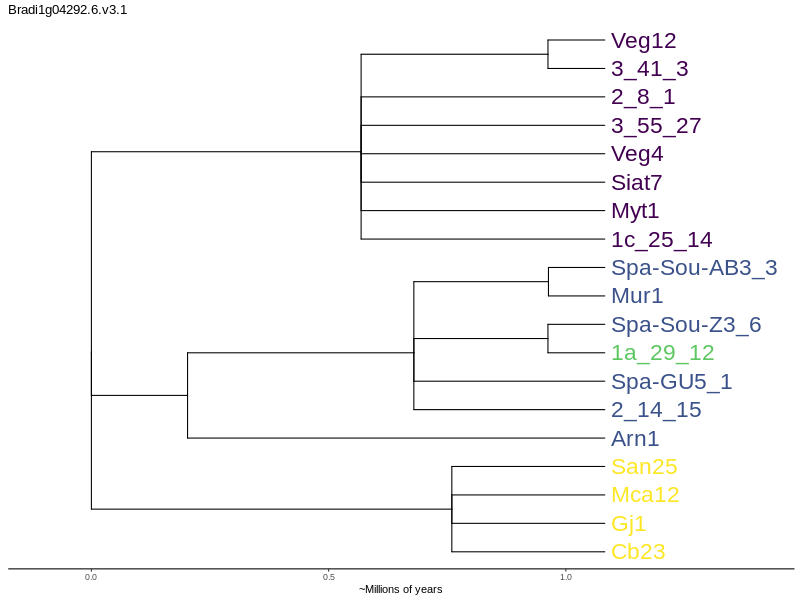 Bradi1g04292.6.v3.1
Veg12
3_41_3
2_8_1
3_55_27
Veg4
Siat7
Myt1
1c_25_14
Spa-Sou-AB3_3
Mur1
Spa-Sou-Z3_6
1a_29_12
Spa-GU5_1
2_14_15
Arn1
San25
Mca12
Gj1
Cb23
0.0 0.5 1.0
~Millions of years